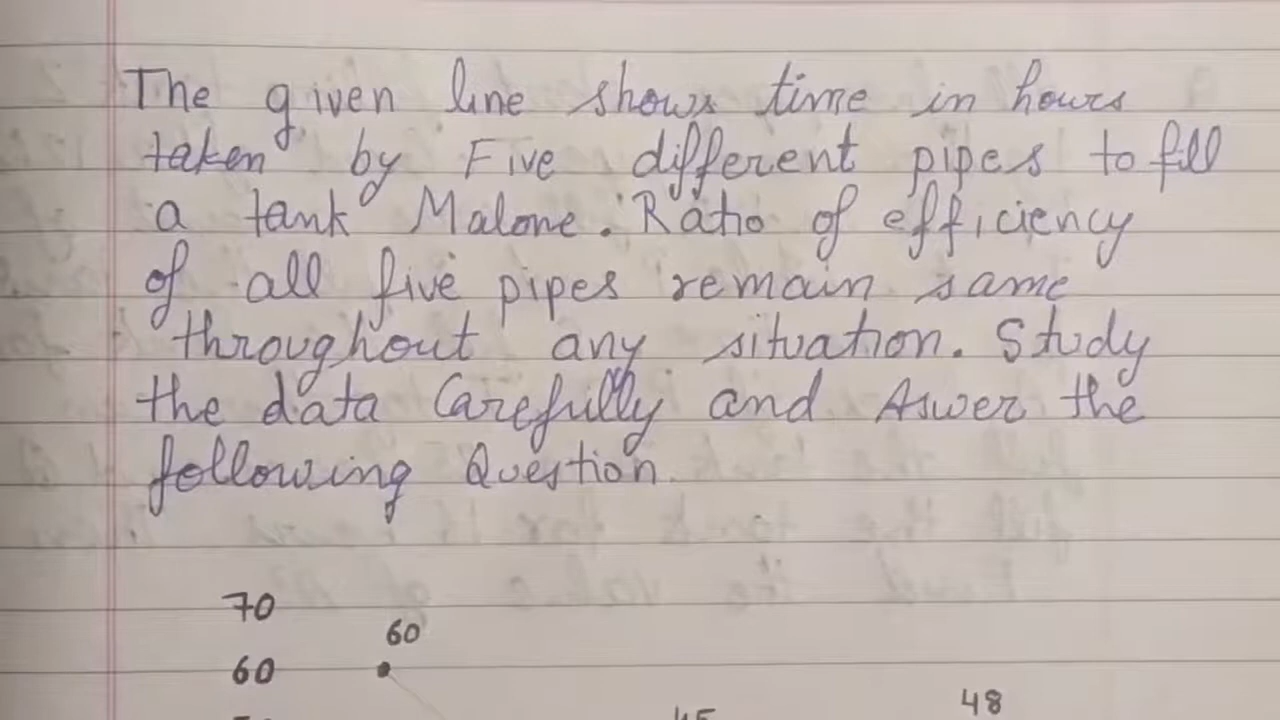 The given line shows time in hours
taken by Five different pipes to fill
a tank Malone. Ratio of efficiency
of all five pipes remain same
throughout any situation. Study
the data Carefully and Aswer the
following Question.
70
60
60
48
45